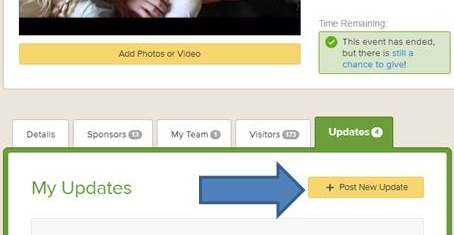 Time Remaining:
This event has ended,
but there is still a
chance to give!
Add Photos or Video
Details
Sponsors 13
My Team 1
Visitors 173
Updates 4
My Updates
+ Post New Update